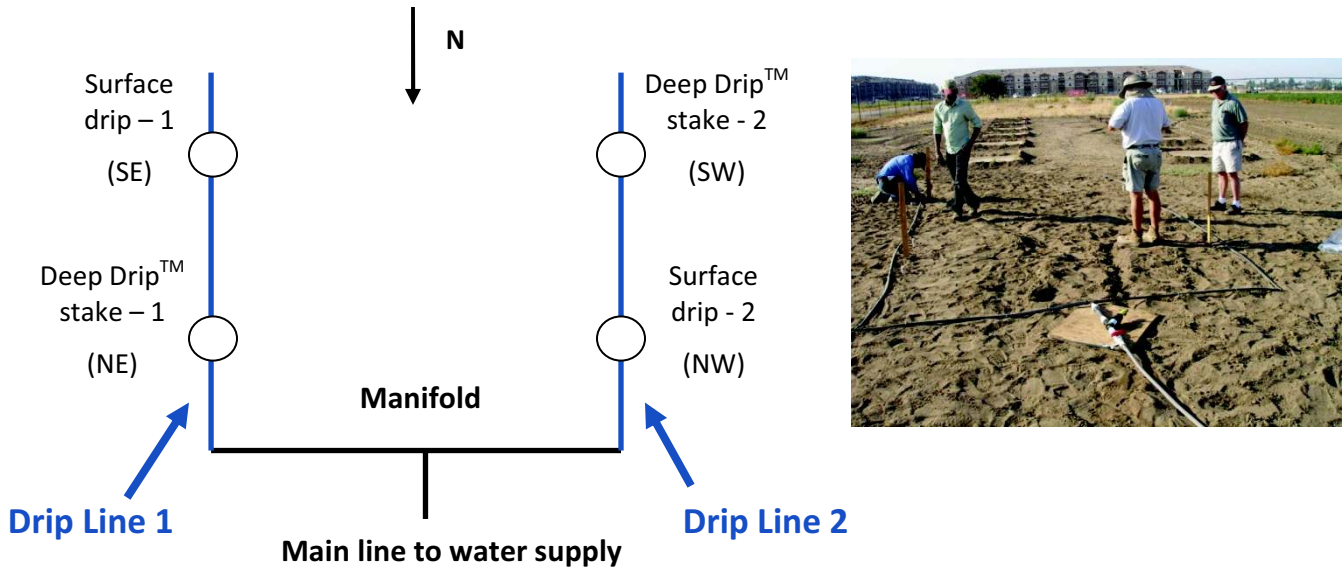 N
Surface
drip – 1
(SE)
Deep Drip™
stake - 2
(SW)
Deep Drip™
stake – 1
(NE)
Surface
drip - 2
(NW)
Manifold
Drip Line 1
Drip Line 2
Main line to water supply